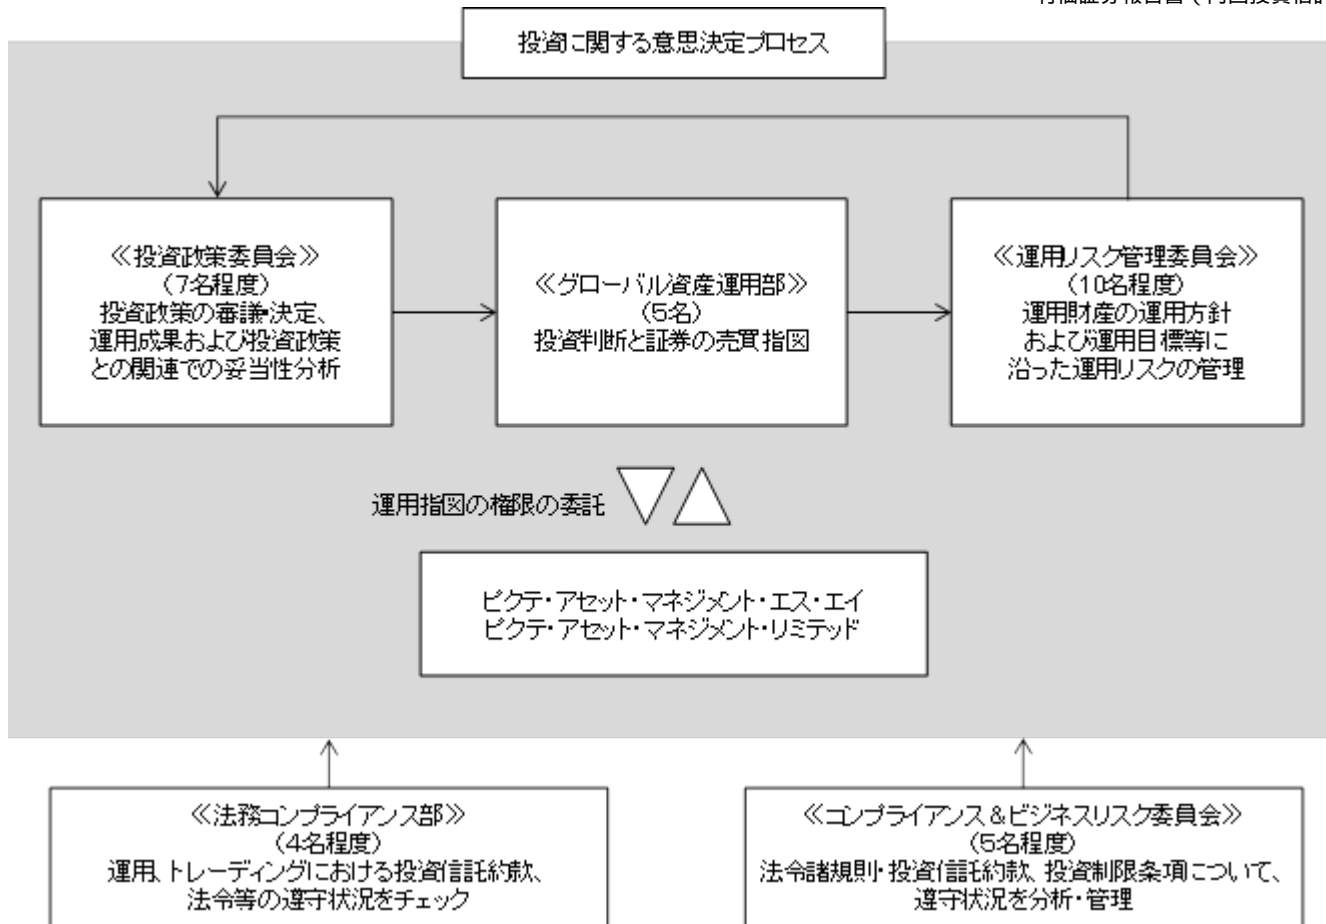 投資に関する意思決定プロセス
≪投資政策委員会≫
(7名程度)
投資政策の審議・決定、
運用成果および投資政策
との関連での妥当性分析
≪グローバル資産運用部≫
(5名)
投資判断と証券の売買指図
≪運用リスク管理委員会≫
(10名程度)
運用財産の運用方針
および運用目標等に
沿った運用リスクの管理
運用指図の権限の委託
ピクテ・アセット・マネジメント・エス・エイ
ピクテ・アセット・マネジメント・リミテッド
≪法務コンプライアンス部≫
(4名程度)
運用、トレーディングにおける投資信託約款、
法令等の遵守状況をチェック
≪コンプライアンス&ビジネスリスク委員会≫
(5名程度)
法令諸規則・投資信託約款、投資制限条項について、
遵守状況を分析・管理